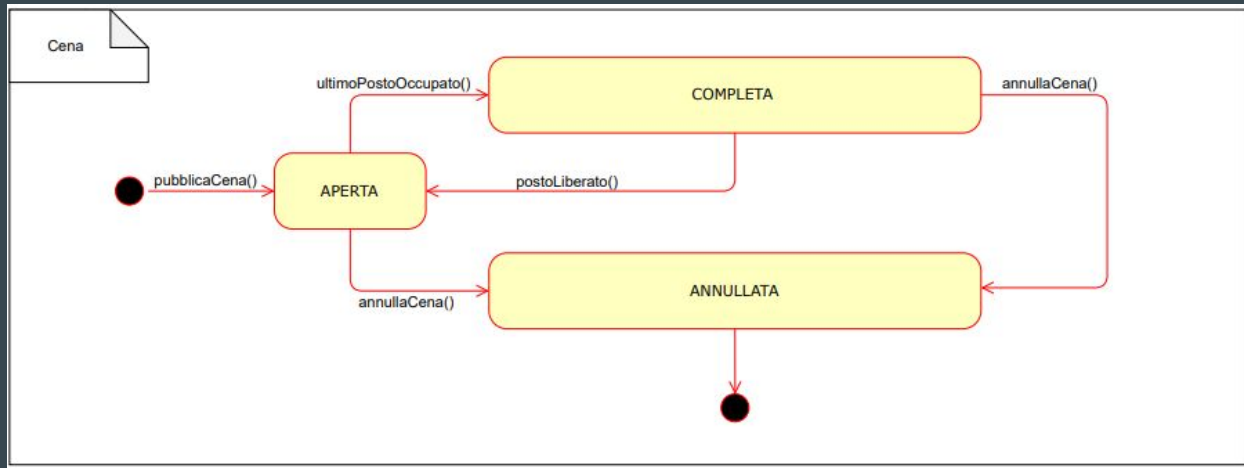 Cena
ultimoPostoOccupato()
COMPLETA
annullaCena()
pubblicaCena()
APERTA
postoLiberato()
annullaCena()
ANNULLATA